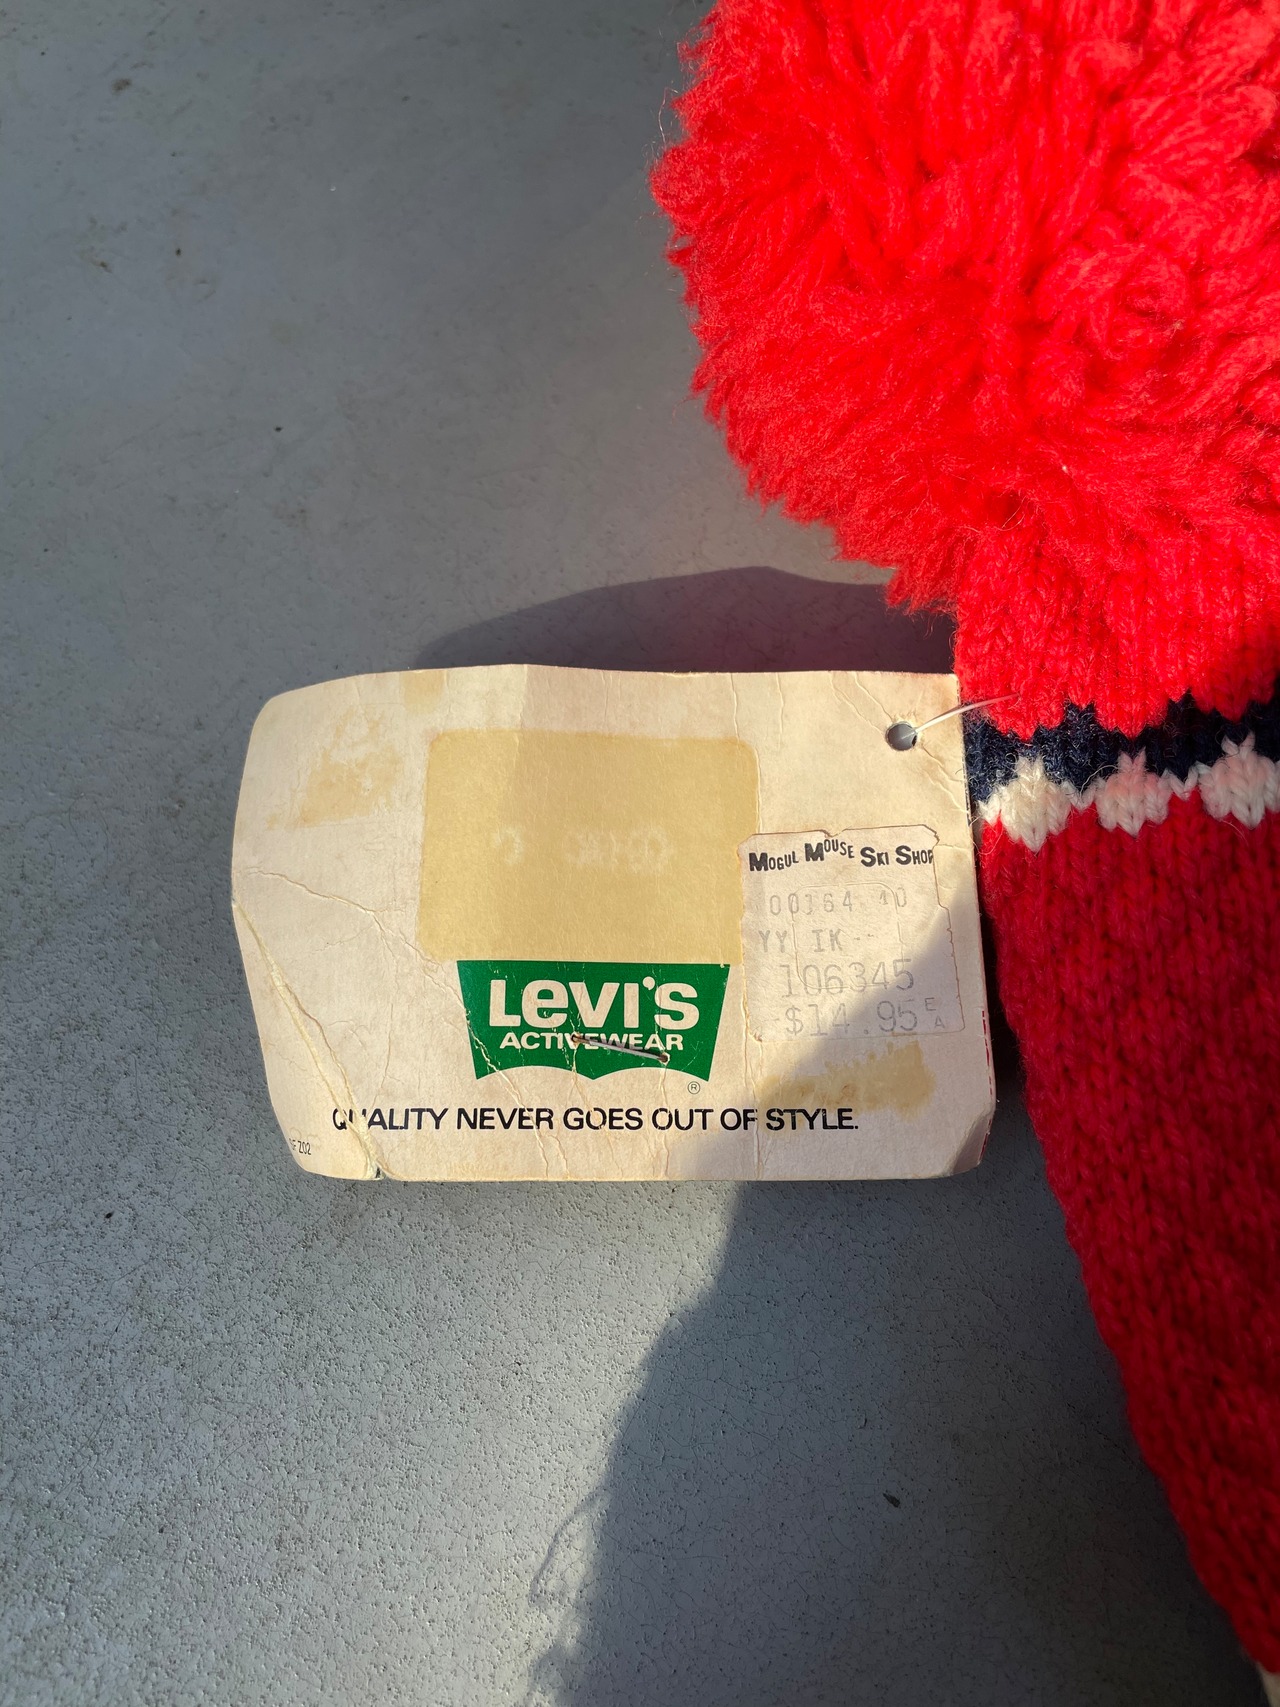 MOGUL MOUSE SKI SHOP
00164 10
YY IK--
106345
$14.95 E A
LEVI'S
ACTIVEWEAR
®
QUALITY NEVER GOES OUT OF STYLE.